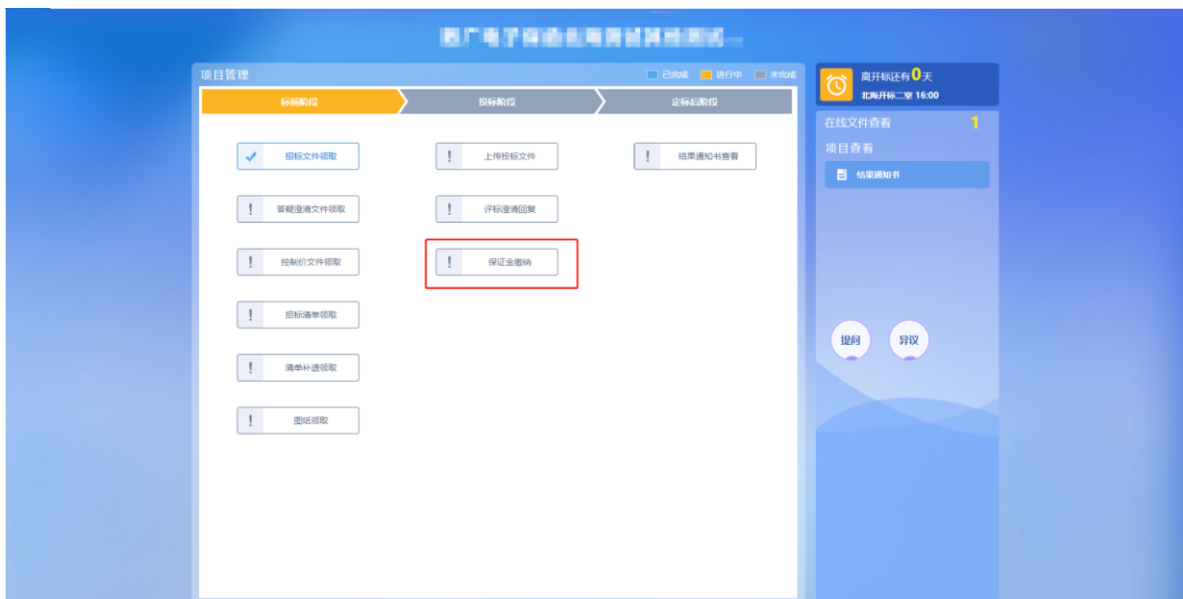 项目管理
已完成 进行中 未完成
标前阶段 投标阶段 定标后阶段
招标文件领取 上传投标文件 结果通知书查看
答疑澄清文件领取 评标澄清回复
控制价文件领取 保证金缴纳
招标清单领取
清单补遗领取
图纸领取
离开标还有0天
北海开标二室 16:00
在线文件查看 1
项目查看
结果通知书
提问 异议